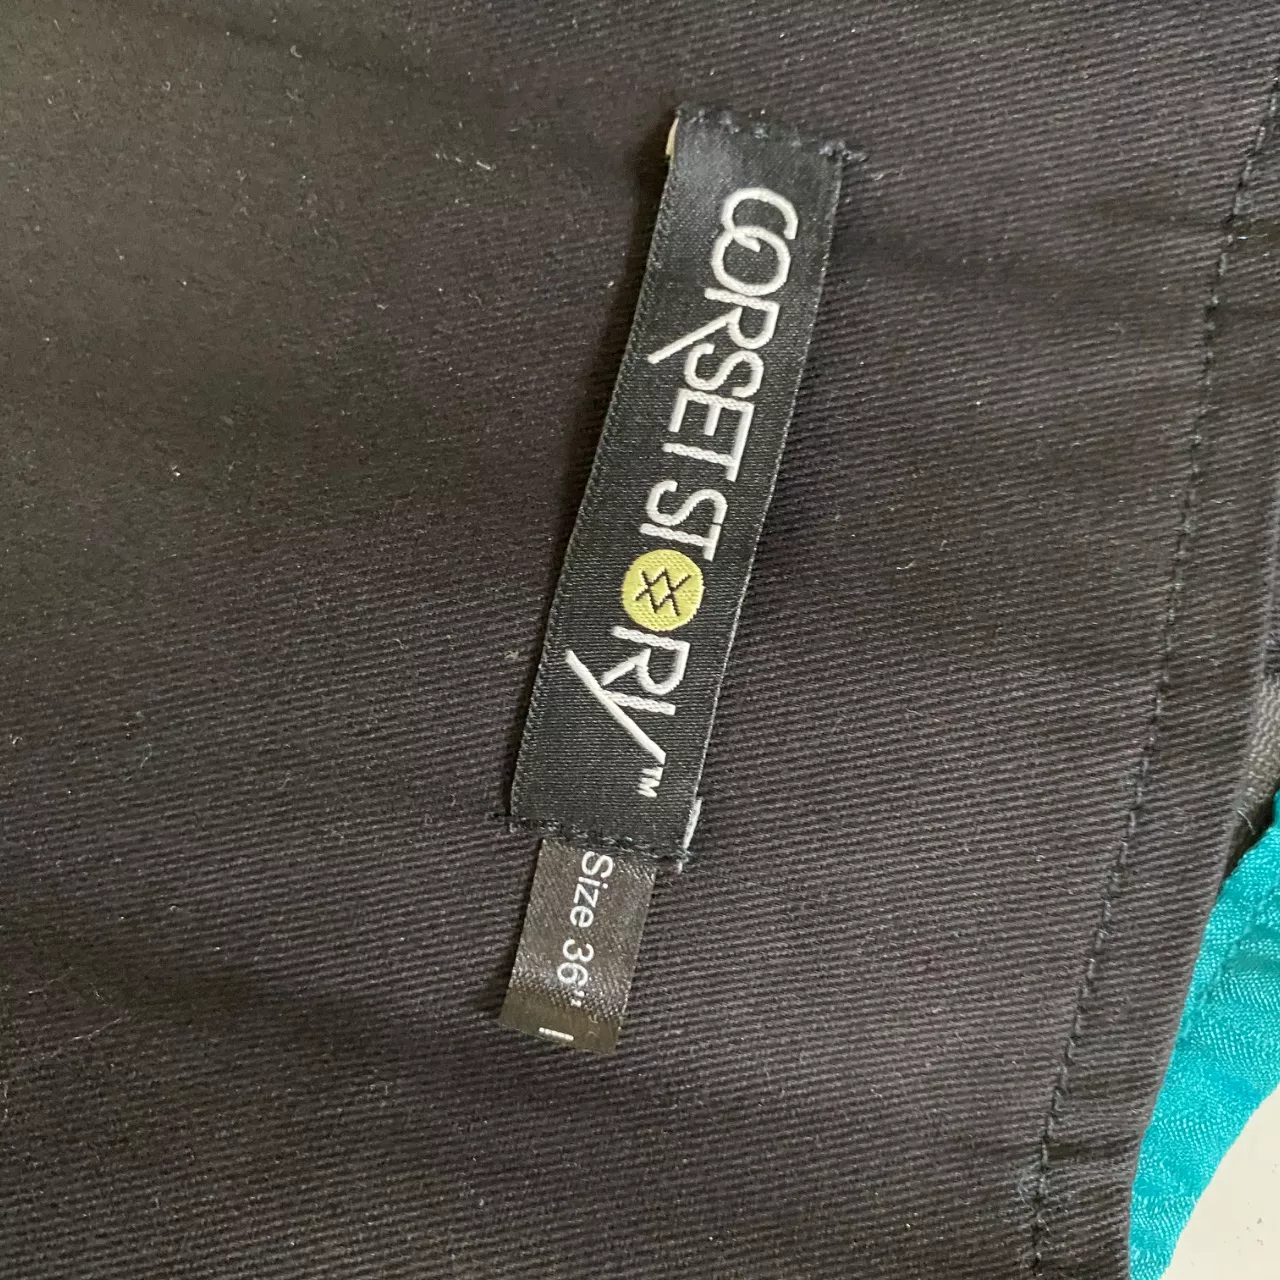 CORSET STORY™
Size 36"